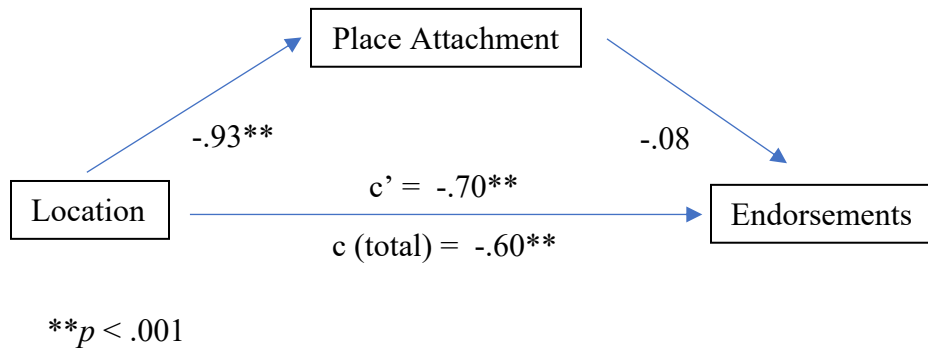 Place Attachment
-.93**
-.08
Location
c’ = -.70**
c (total) = -.60**
Endorsements
**p < .001